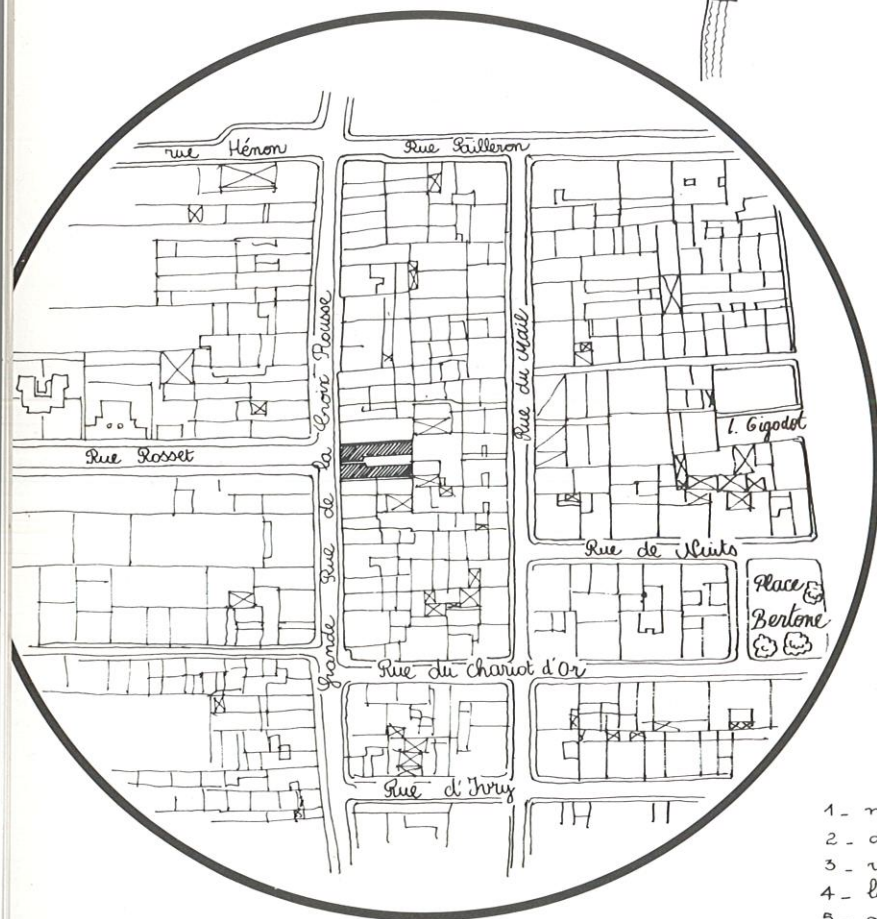 rue Hénon
Rue Pailleron
Grande Rue de la Croix-Rousse
Rue du Mail
I. Gigodot
Rue Rosset
Rue de Nuits
Place
Bertone
Rue du Chariot d'Or
Rue d'Ivry
1 -
2 -
3 -
4 -
5 -